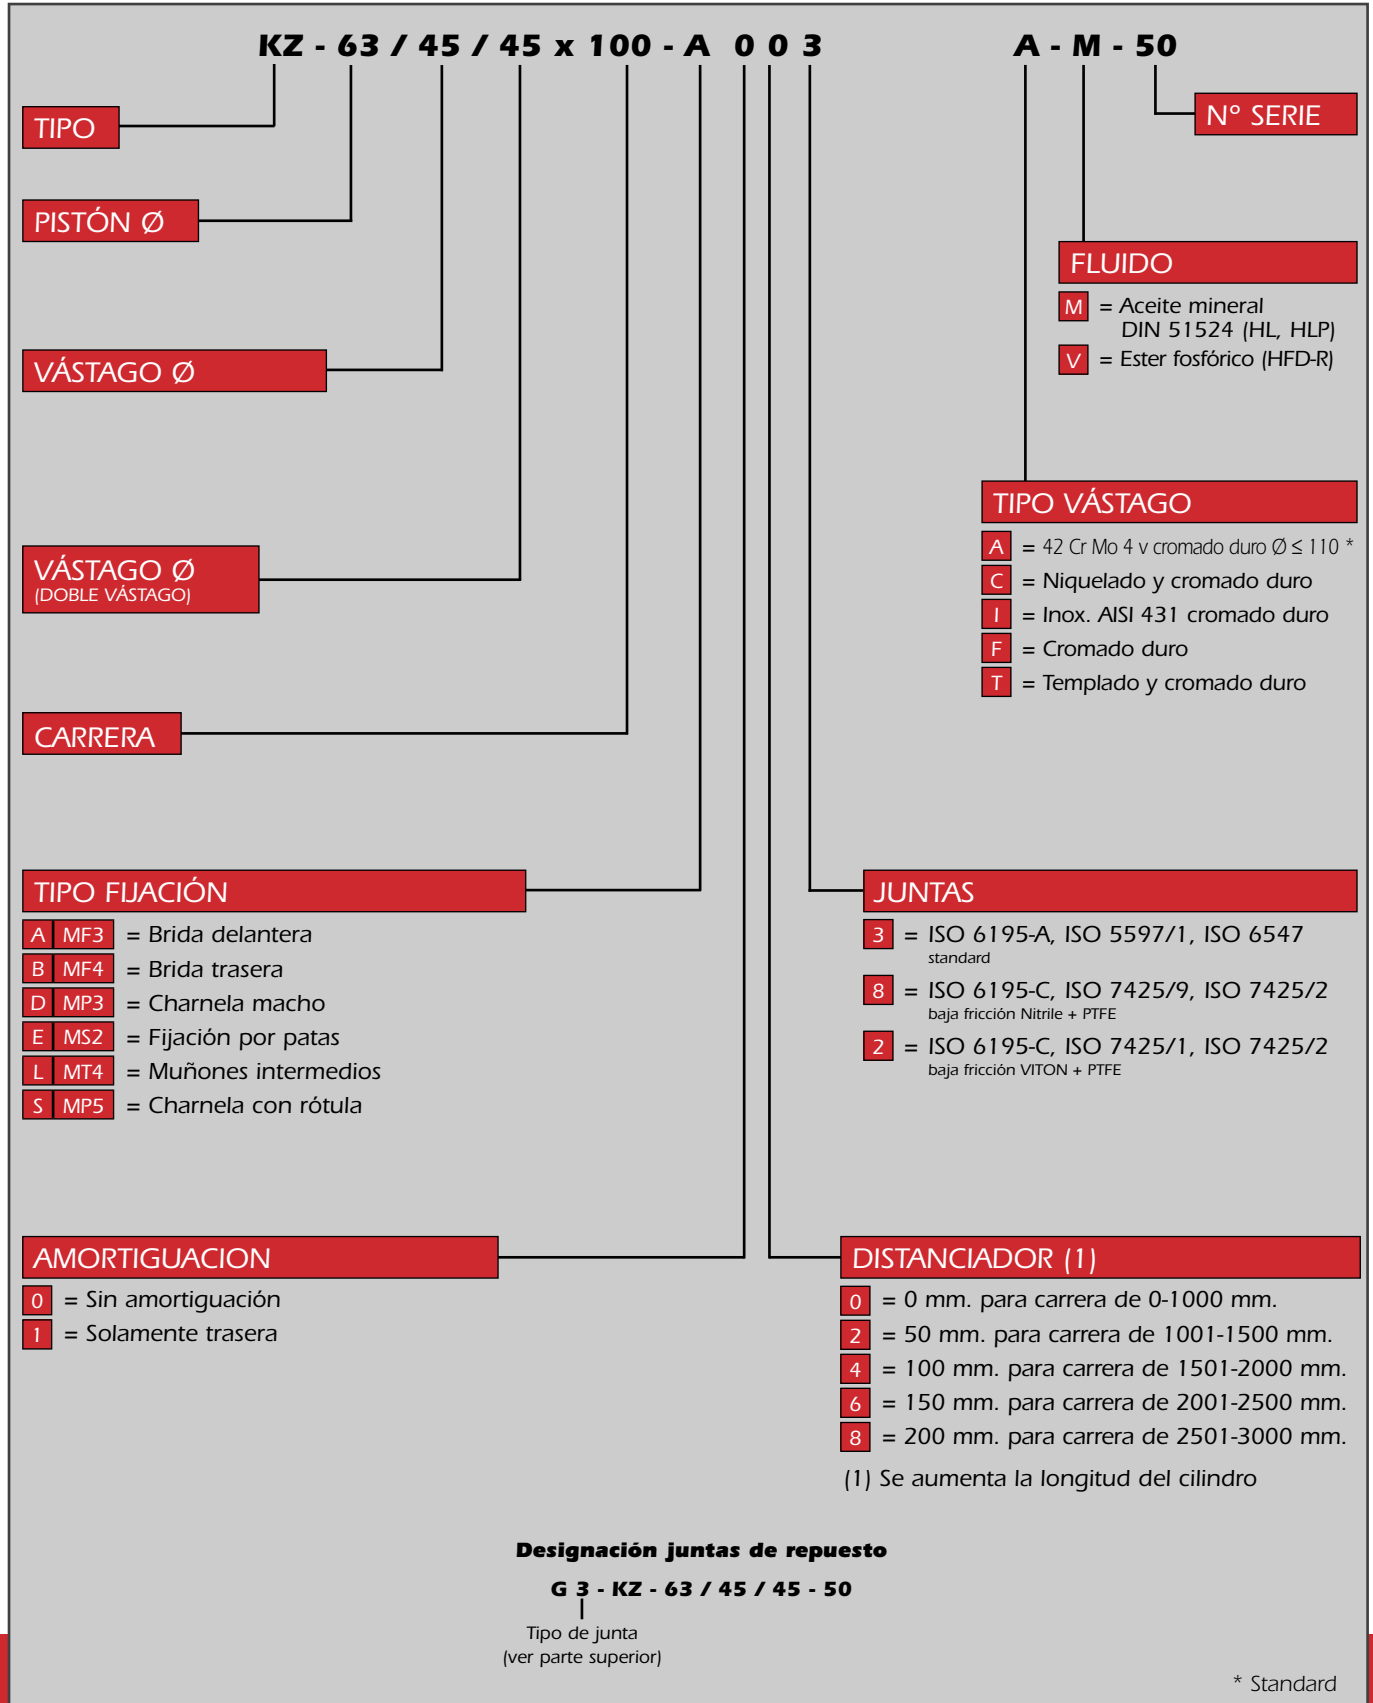 KZ - 63 / 45 / 45 x 100 - A 0 0 3 A - M - 50
TIPO
Nº SERIE
PISTÓN Ø
FLUIDO
M = Aceite mineral
DIN 51524 (HL, HLP)
V = Ester fosfórico (HFD-R)
VÁSTAGO Ø
TIPO VÁSTAGO
A = 42 Cr Mo 4 v cromado duro Ø ≤ 110 *
C = Niquelado y cromado duro
I = Inox. AISI 431 cromado duro
F = Cromado duro
T = Templado y cromado duro
VÁSTAGO Ø
(DOBLE VÁSTAGO)
CARRERA
TIPO FIJACIÓN
A MF3 = Brida delantera
B MF4 = Brida trasera
D MP3 = Charnela macho
E MS2 = Fijación por patas
L MT4 = Muñones intermedios
S MP5 = Charnela con rótula
JUNTAS
3 = ISO 6195-A, ISO 5597/1, ISO 6547
standard
8 = ISO 6195-C, ISO 7425/9, ISO 7425/2
baja fricción Nitrile + PTFE
2 = ISO 6195-C, ISO 7425/1, ISO 7425/2
baja fricción VITON + PTFE
AMORTIGUACION
0 = Sin amortiguación
1 = Solamente trasera
DISTANCIADOR (1)
0 = 0 mm. para carrera de 0-1000 mm.
2 = 50 mm. para carrera de 1001-1500 mm.
4 = 100 mm. para carrera de 1501-2000 mm.
6 = 150 mm. para carrera de 2001-2500 mm.
8 = 200 mm. para carrera de 2501-3000 mm.
(1) Se aumenta la longitud del cilindro
Designación juntas de repuesto
G 3 - KZ - 63 / 45 / 45 - 50
Tipo de junta
(ver parte superior)
* Standard